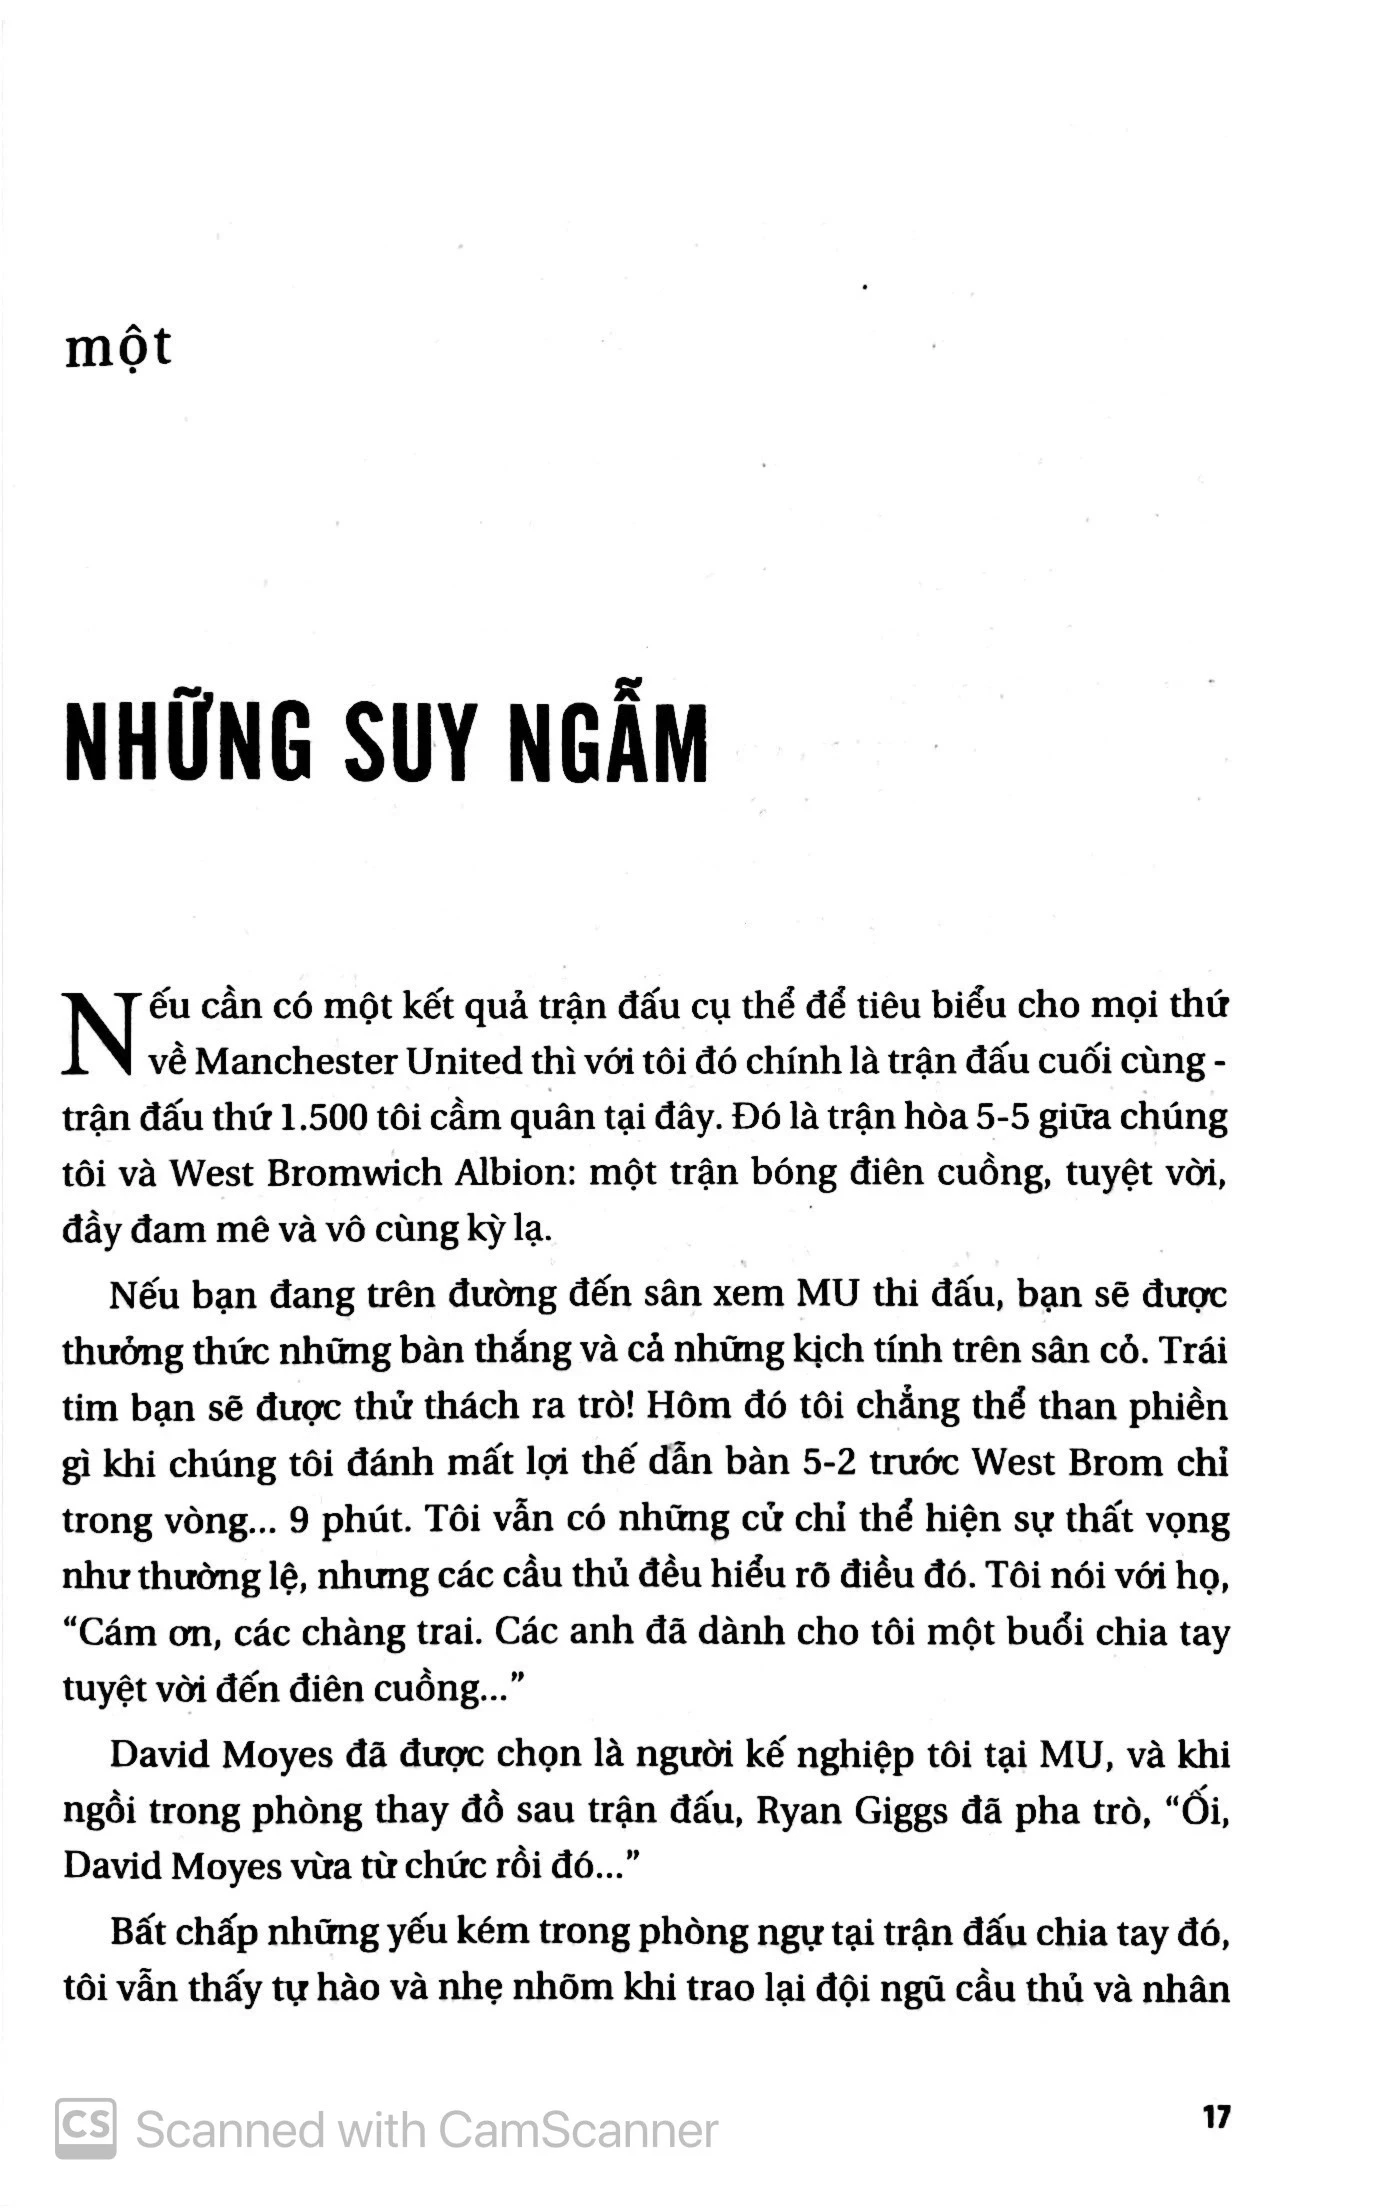 một
NHỮNG SUY NGẪM
Nếu cần có một kết quả trận đấu cụ thể để tiêu biểu cho mọi thứ
về Manchester United thì với tôi đó chính là trận đấu cuối cùng -
trận đấu thứ 1.500 tôi cầm quân tại đây. Đó là trận hòa 5-5 giữa chúng
tôi và West Bromwich Albion: một trận bóng điên cuồng, tuyệt vời,
đầy đam mê và vô cùng kỳ lạ.
Nếu bạn đang trên đường đến sân xem MU thi đấu, bạn sẽ được
thưởng thức những bàn thắng và cả những kịch tính trên sân cỏ. Trái
tim bạn sẽ được thử thách ra trò! Hôm đó tôi chẳng thể than phiền
gì khi chúng tôi đánh mất lợi thế dẫn bàn 5-2 trước West Brom chỉ
trong vòng... 9 phút. Tôi vẫn có những cử chỉ thể hiện sự thất vọng
như thường lệ, nhưng các cầu thủ đều hiểu rõ điều đó. Tôi nói với họ,
“Cám ơn, các chàng trai. Các anh đã dành cho tôi một buổi chia tay
tuyệt vời đến điên cuồng...”
David Moyes đã được chọn là người kế nghiệp tôi tại MU, và khi
ngồi trong phòng thay đồ sau trận đấu, Ryan Giggs đã pha trò, “Ối,
David Moyes vừa từ chức rồi đó...”
Bất chấp những yếu kém trong phòng ngự tại trận đấu chia tay đó,
tôi vẫn thấy tự hào và nhẹ nhõm khi trao lại đội ngũ cầu thủ và nhân
17
CS Scanned with CamScanner